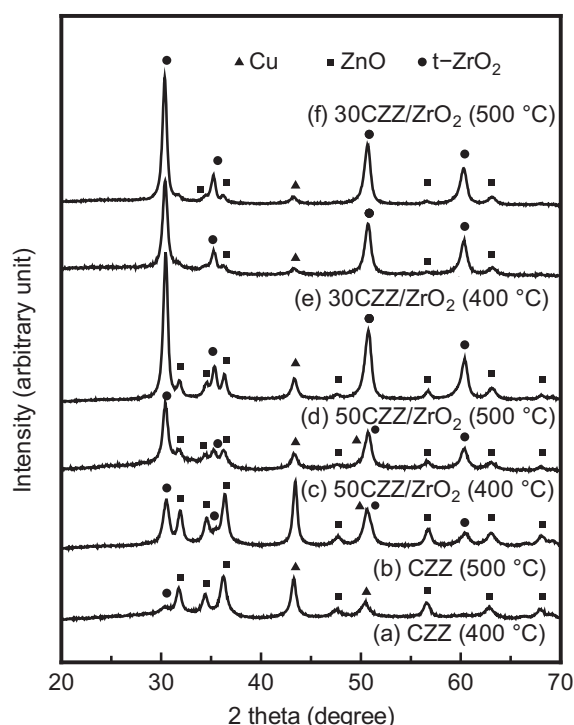 ▲ Cu ■ ZnO ● t−ZrO₂
(f) 30CZZ/ZrO₂ (500 °C)
(e) 30CZZ/ZrO₂ (400 °C)
(d) 50CZZ/ZrO₂ (500 °C)
(c) 50CZZ/ZrO₂ (400 °C)
(b) CZZ (500 °C)
(a) CZZ (400 °C)
Intensity (arbitrary unit)
20 30 40 50 60 70
2 theta (degree)